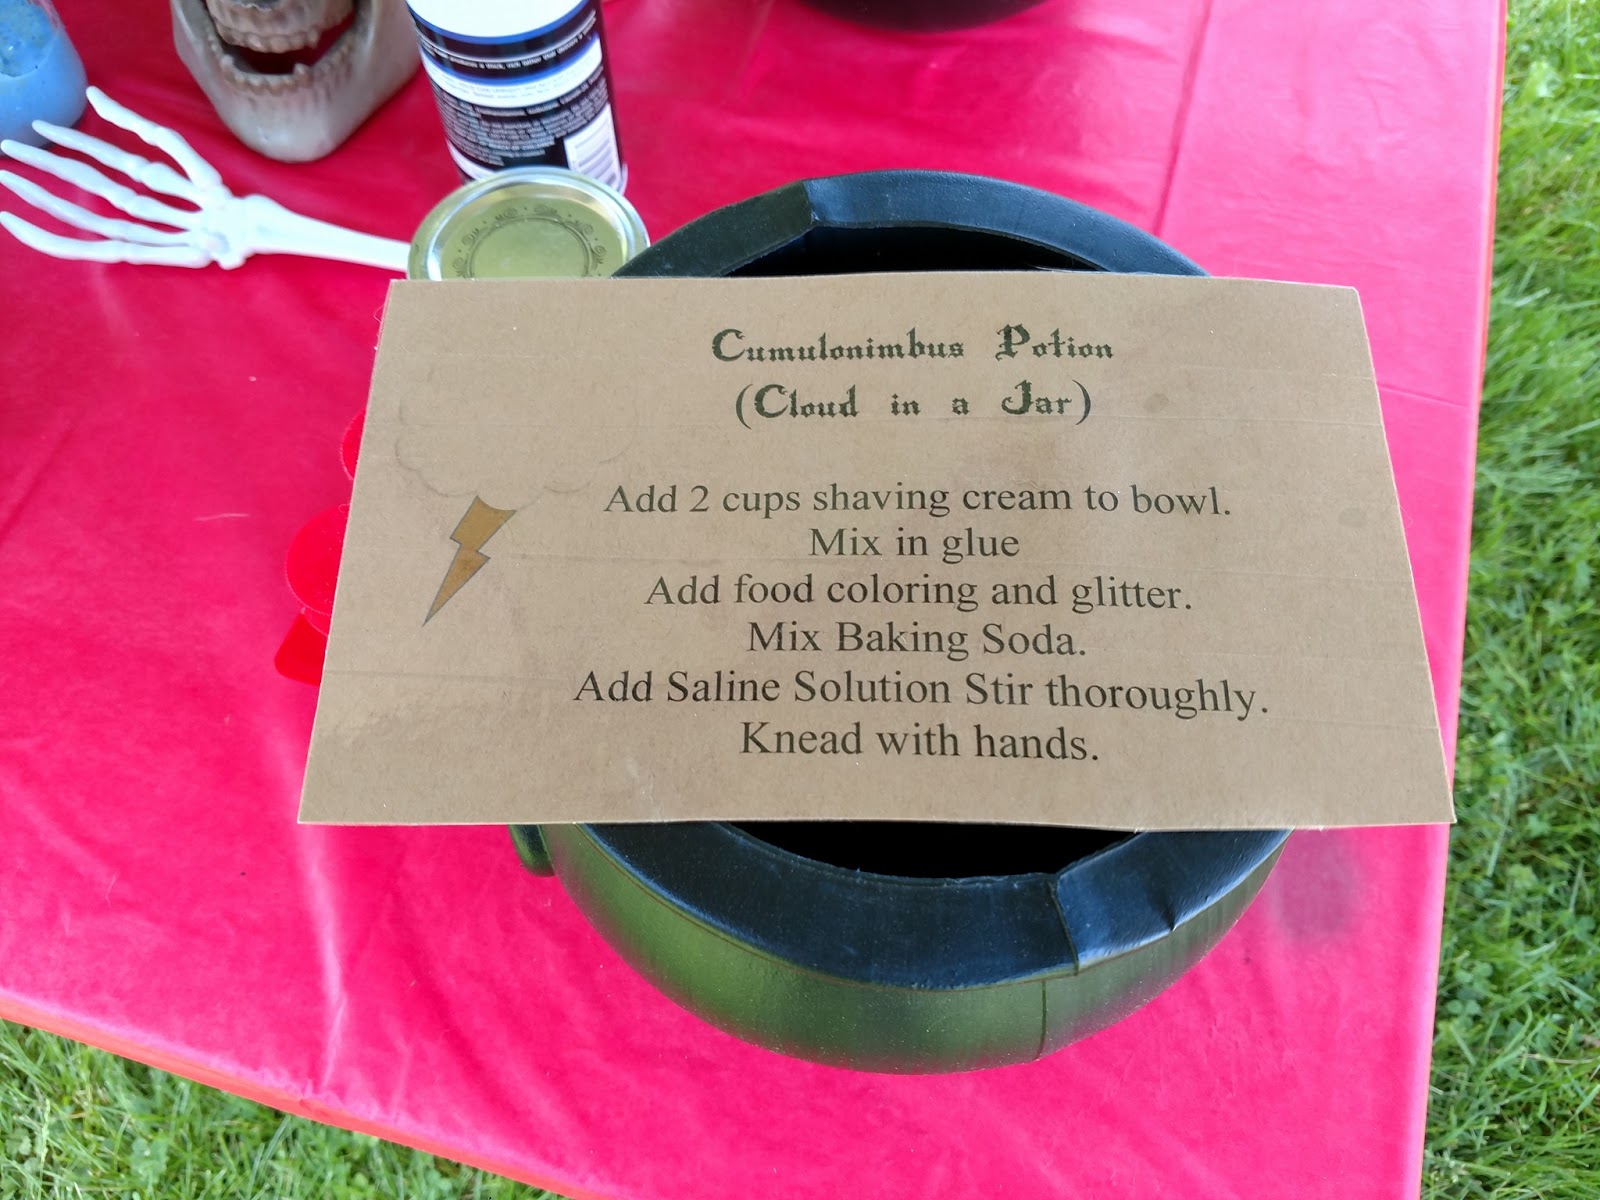 Cumulonimbus Potion
(Cloud in a Jar)
Add 2 cups shaving cream to bowl.
Mix in glue
Add food coloring and glitter.
Mix Baking Soda.
Add Saline Solution Stir thoroughly.
Knead with hands.